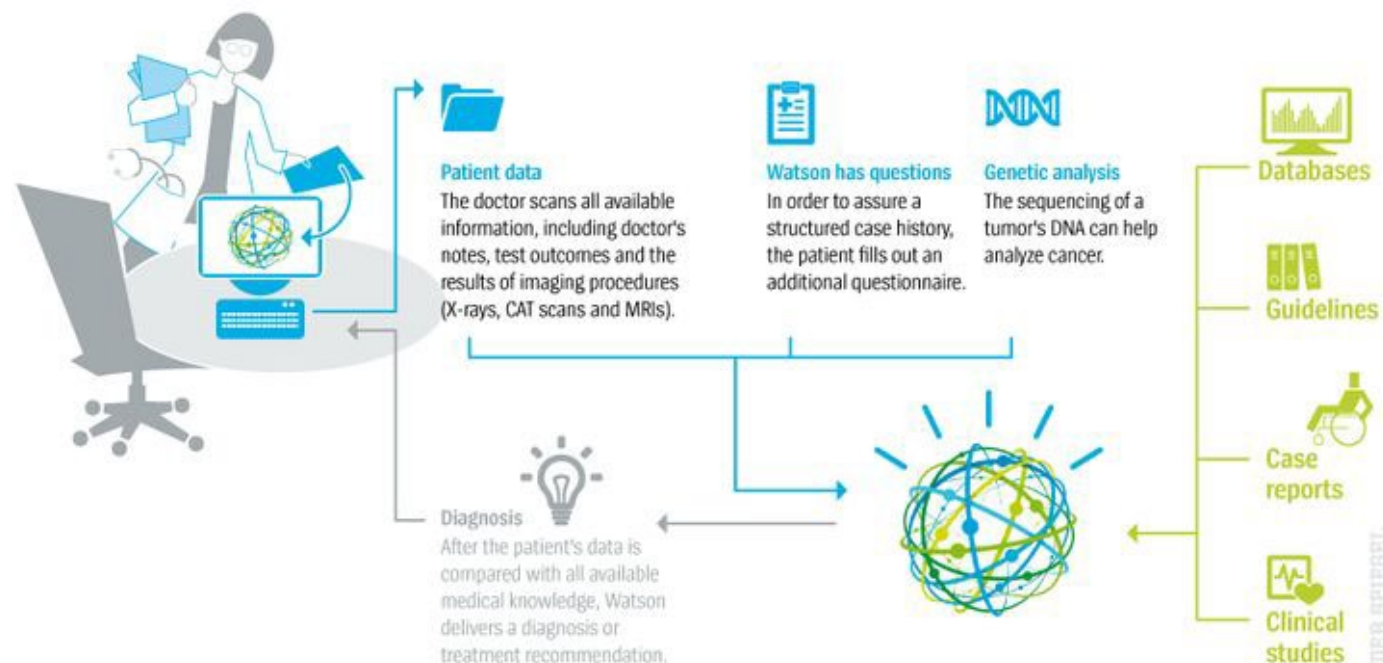 Patient data
The doctor scans all available
information, including doctor's
notes, test outcomes and the
results of imaging procedures
(X-rays, CAT scans and MRIs).
Watson has questions
In order to assure a
structured case history,
the patient fills out an
additional questionnaire.
Genetic analysis
The sequencing of a
tumor's DNA can help
analyze cancer.
Databases
Guidelines
Case
reports
Clinical
studies
Diagnosis
After the patient's data is
compared with all available
medical knowledge, Watson
delivers a diagnosis or
treatment recommendation.
DER SPIEGEL